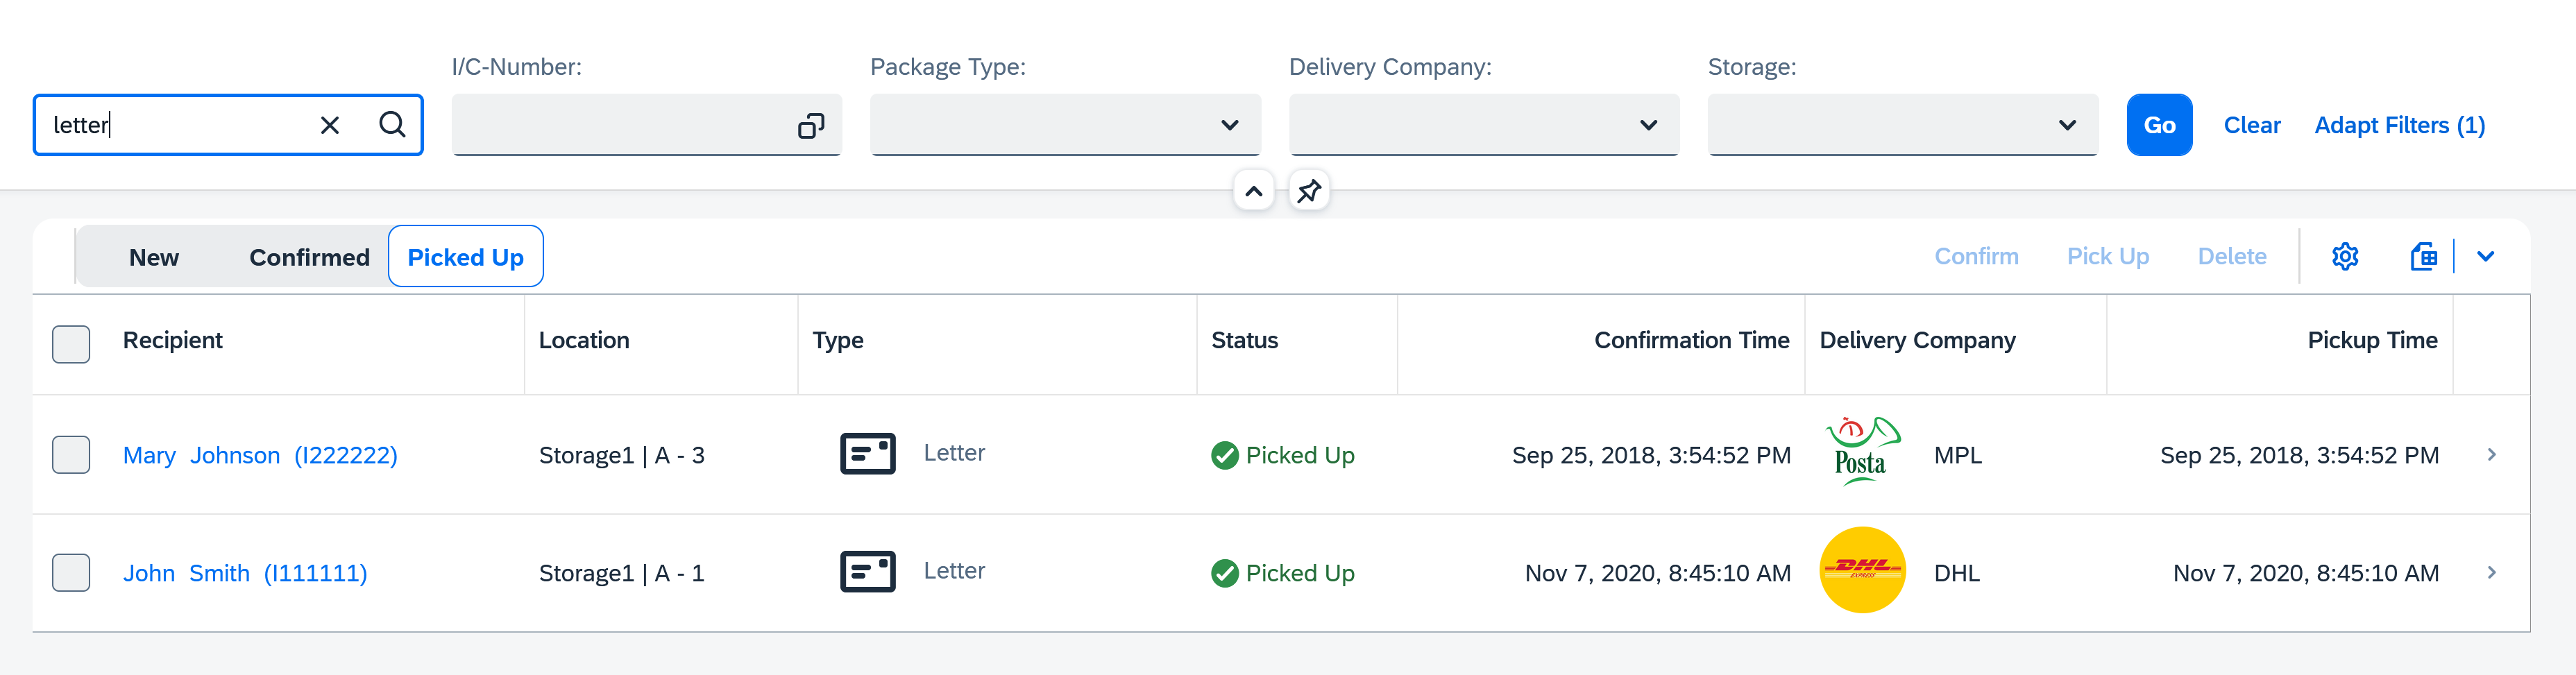 I/C-Number: Package Type: Delivery Company: Storage:
letter Go Clear Adapt Filters (1)
New Confirmed Picked Up Confirm Pick Up Delete
Recipient Location Type Status Confirmation Time Delivery Company Pickup Time
Mary Johnson (I222222) Storage1 | A - 3 Letter Picked Up Sep 25, 2018, 3:54:52 PM Posta MPL Sep 25, 2018, 3:54:52 PM
John Smith (I111111) Storage1 | A - 1 Letter Picked Up Nov 7, 2020, 8:45:10 AM DHL EXPRESS DHL Nov 7, 2020, 8:45:10 AM